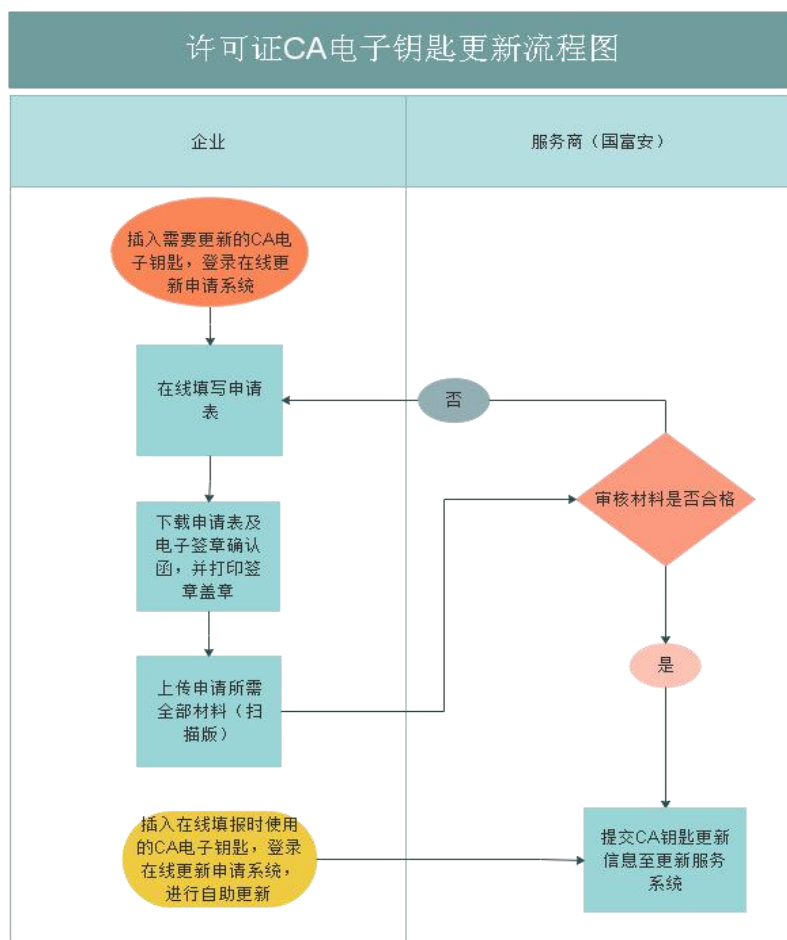 许可证CA电子钥匙更新流程图
企业
服务商（国富安）
插入需要更新的CA电
子钥匙，登录在线更
新申请系统
在线填写申请
表
否
审核材料是否合格
下载申请表及
电子签章确认
函，并打印签
章盖章
是
上传申请所需
全部材料（扫
描版）
插入在线填报时使用
的CA电子钥匙，登录
在线更新申请系统，
进行自助更新
提交CA钥匙更新
信息至更新服务
系统